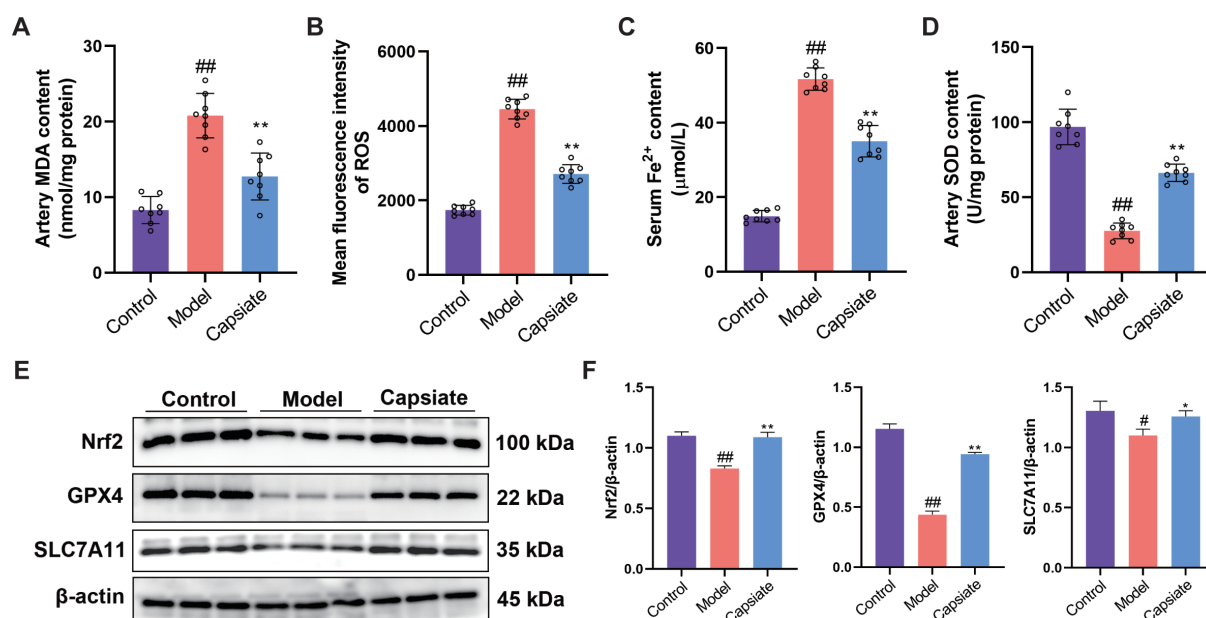 A
Artery MDA content
(nmol/mg protein)
30
20
10
0
##
**
Control
Model
Capsiate
B
Mean fluorescence intensity
of ROS
6000
4000
2000
0
##
**
Control
Model
Capsiate
C
Serum Fe²⁺ content
(μmol/L)
60
40
20
0
##
**
Control
Model
Capsiate
D
Artery SOD content
(U/mg protein)
150
100
50
0
##
**
Control
Model
Capsiate
E
Control
Model
Capsiate
Nrf2
100 kDa
GPX4
22 kDa
SLC7A11
35 kDa
β-actin
45 kDa
F
Nrf2/β-actin
1.5
1.0
0.5
0.0
##
**
Control
Model
Capsiate
GPX4/β-actin
1.5
1.0
0.5
0.0
##
**
Control
Model
Capsiate
SLC7A11/β-actin
1.5
1.0
0.5
0.0
#
*
Control
Model
Capsiate